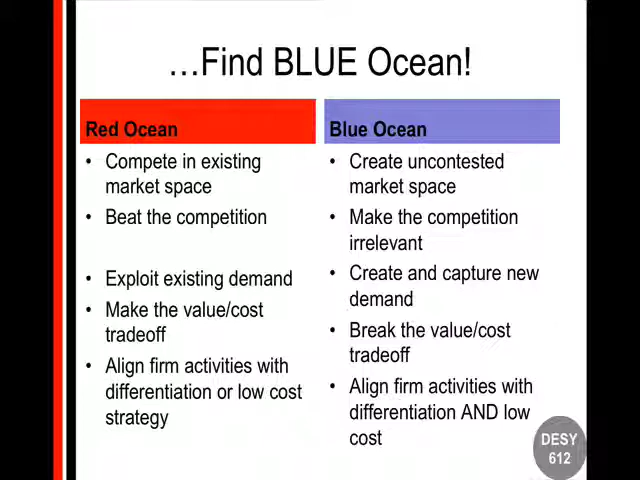 …Find BLUE Ocean!
Red Ocean
• Compete in existing
market space
• Beat the competition
• Exploit existing demand
• Make the value/cost
tradeoff
• Align firm activities with
differentiation or low cost
strategy
Blue Ocean
• Create uncontested
market space
• Make the competition
irrelevant
• Create and capture new
demand
• Break the value/cost
tradeoff
• Align firm activities with
differentiation AND low
cost
DESY
612